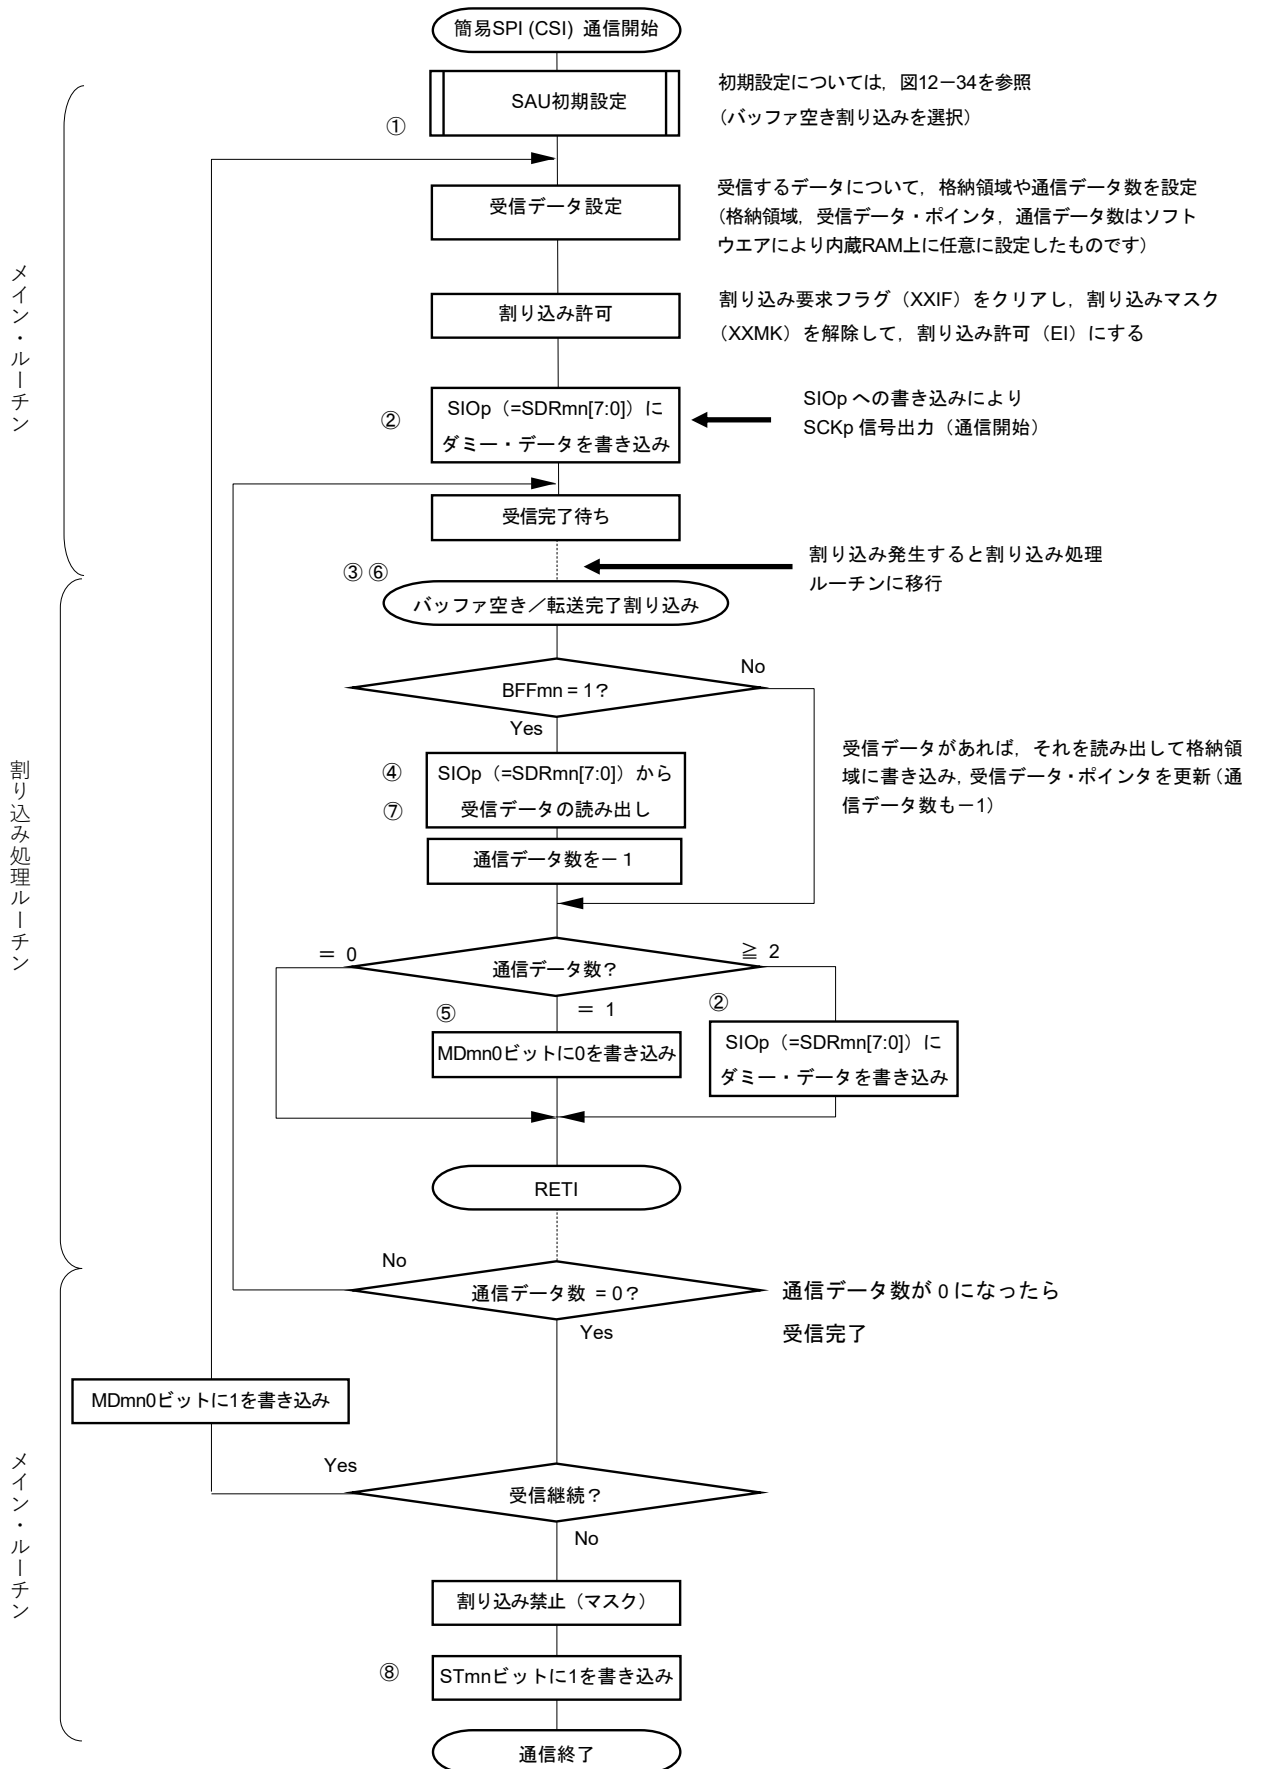 簡易SPI (CSI) 通信開始
SAU初期設定
初期設定については，図12－34を参照
（バッファ空き割り込みを選択）
①
受信データ設定
受信するデータについて，格納領域や通信データ数を設定
（格納領域，受信データ・ポインタ，通信データ数はソフト
ウエアにより内蔵RAM上に任意に設定したものです）
割り込み許可
割り込み要求フラグ（XXIF）をクリアし，割り込みマスク
（XXMK）を解除して，割り込み許可（EI）にする
メイン・ルーチン
②
SIOp（=SDRmn[7:0]）に
ダミー・データを書き込み
SIOp への書き込みにより
SCKp 信号出力（通信開始）
受信完了待ち
割り込み発生すると割り込み処理
ルーチンに移行
③ ⑥
バッファ空き／転送完了割り込み
No
BFFmn = 1？
Yes
④
⑦
SIOp（=SDRmn[7:0]）から
受信データの読み出し
受信データがあれば，それを読み出して格納領
域に書き込み，受信データ・ポインタを更新（通
信データ数も－1）
通信データ数を－１
割り込み処理ルーチン
＝ 0
通信データ数？
≧ 2
＝ 1
⑤
MDmn0ビットに0を書き込み
②
SIOp（=SDRmn[7:0]）に
ダミー・データを書き込み
RETI
No
通信データ数 = 0？
Yes
通信データ数が 0 になったら
受信完了
MDmn0ビットに1を書き込み
Yes
受信継続？
No
メイン・ルーチン
割り込み禁止（マスク）
⑧
STmnビットに1を書き込み
通信終了